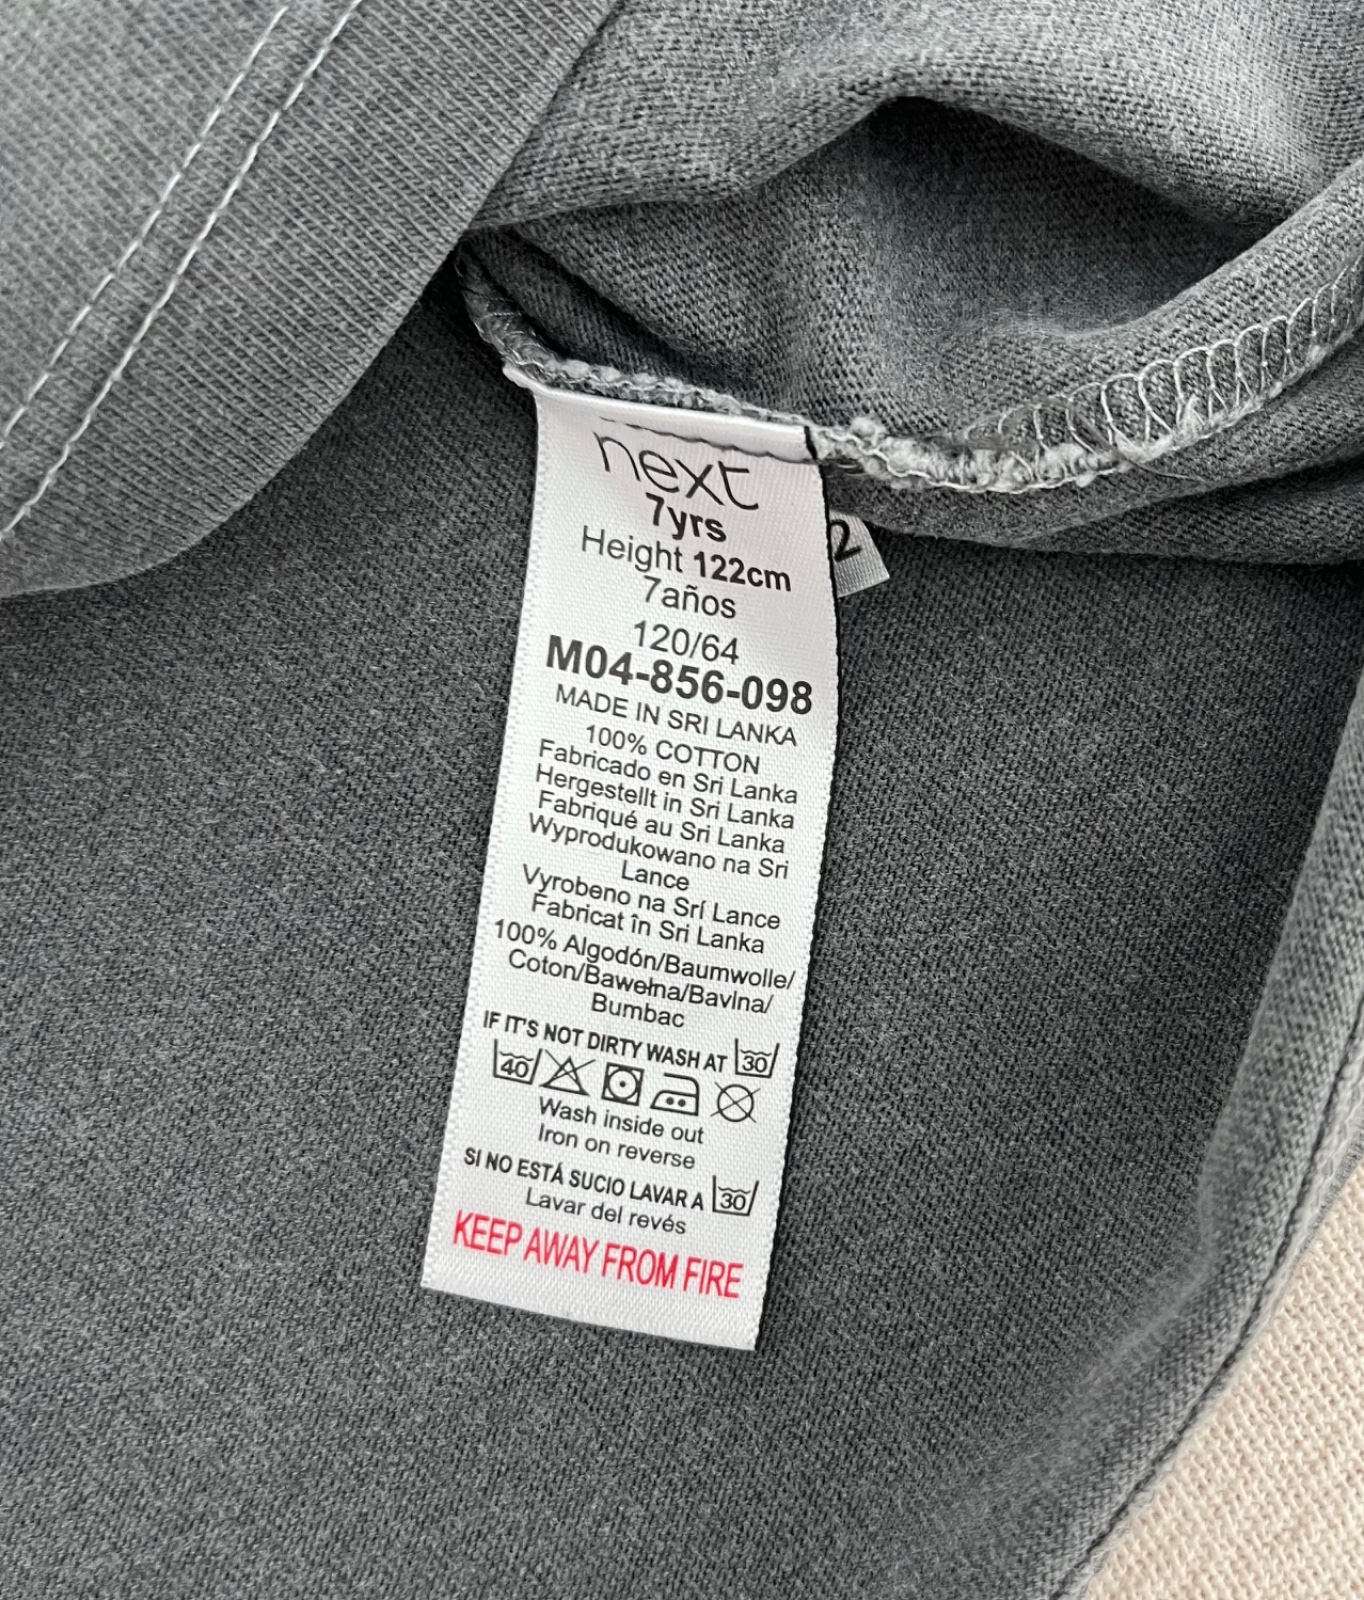 next
7yrs
Height 122cm
7años
120/64
M04-856-098
MADE IN SRI LANKA
100% COTTON
Fabricado en Sri Lanka
Hergestellt in Sri Lanka
Fabriqué au Sri Lanka
Wyprodukowano na Sri
Lance
Vyrobeno na Srí Lance
Fabricat în Sri Lanka
100% Algodón/Baumwolle/
Coton/Bawełna/Bavlna/
Bumbac
IF IT'S NOT DIRTY WASH AT 30
40
Wash inside out
Iron on reverse
SI NO ESTÁ SUCIO LAVAR A 30
Lavar del revés
KEEP AWAY FROM FIRE
2